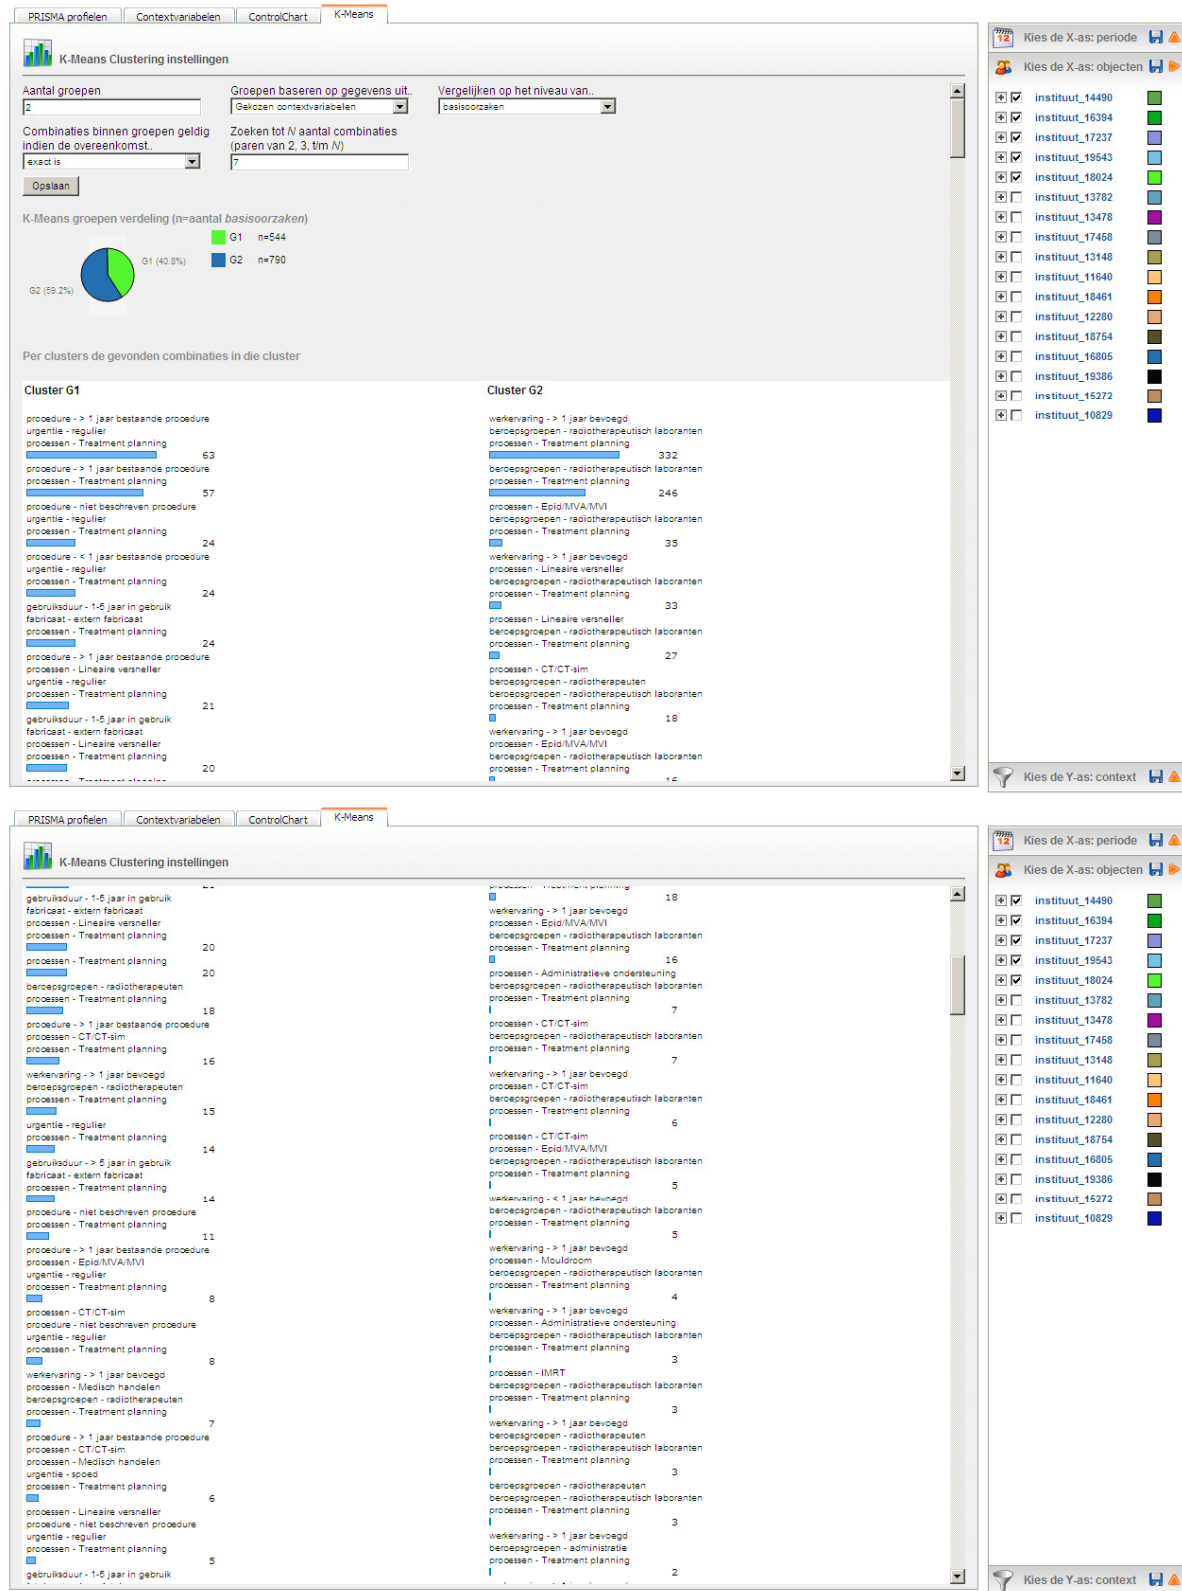 PRISMA profielen
Contextvariabelen
ControlChart
K-Means
K-Means Clustering instellingen
Aantal groepen
2
Groepen baseren op gegevens uit..
Gekozen contextvariabelen
Vergelijken op het niveau van..
basisoorzaken
Combinaties binnen groepen geldig
indien de overeenkomst..
exact is
Zoeken tot N aantal combinaties
(paren van 2, 3, t/m N)
7
Opslaan
K-Means groepen verdeling (n=aantal basisoorzaken)
G1 (40.8%)
G2 (59.2%)
G1 n=544
G2 n=790
Per clusters de gevonden combinaties in die cluster
Cluster G1
procedure - > 1 jaar bestaande procedure
urgentie - regulier
processen - Treatment planning
63
procedure - > 1 jaar bestaande procedure
processen - Treatment planning
57
procedure - niet beschreven procedure
urgentie - regulier
processen - Treatment planning
24
procedure - < 1 jaar bestaande procedure
urgentie - regulier
processen - Treatment planning
24
gebruiksduur - 1-5 jaar in gebruik
fabricaat - extern fabricaat
processen - Treatment planning
24
procedure - > 1 jaar bestaande procedure
processen - Lineaire versneller
urgentie - regulier
processen - Treatment planning
21
gebruiksduur - 1-5 jaar in gebruik
fabricaat - extern fabricaat
processen - Lineaire versneller
processen - Treatment planning
20
processen - Treatment planning
Cluster G2
werkervaring - > 1 jaar bevoegd
beroepsgroepen - radiotherapeutisch laboranten
processen - Treatment planning
332
beroepsgroepen - radiotherapeutisch laboranten
processen - Treatment planning
246
processen - Epid/MVA/MVI
beroepsgroepen - radiotherapeutisch laboranten
processen - Treatment planning
35
werkervaring - > 1 jaar bevoegd
processen - Lineaire versneller
beroepsgroepen - radiotherapeutisch laboranten
processen - Treatment planning
33
processen - Lineaire versneller
beroepsgroepen - radiotherapeutisch laboranten
processen - Treatment planning
27
processen - CT/CT-sim
beroepsgroepen - radiotherapeuten
beroepsgroepen - radiotherapeutisch laboranten
processen - Treatment planning
18
werkervaring - > 1 jaar bevoegd
processen - Epid/MVA/MVI
beroepsgroepen - radiotherapeutisch laboranten
processen - Treatment planning
16
12
Kies de X-as: periode
Kies de X-as: objecten
instituut_14490
instituut_16394
instituut_17237
instituut_19543
instituut_18024
instituut_13782
instituut_13478
instituut_17458
instituut_13148
instituut_11640
instituut_18461
instituut_12280
instituut_18754
instituut_16805
instituut_19386
instituut_15272
instituut_10829
Kies de Y-as: context
PRISMA profielen
Contextvariabelen
ControlChart
K-Means
K-Means Clustering instellingen
21
gebruiksduur - 1-5 jaar in gebruik
fabricaat - extern fabricaat
processen - Lineaire versneller
processen - Treatment planning
20
processen - Treatment planning
20
beroepsgroepen - radiotherapeuten
processen - Treatment planning
18
procedure - > 1 jaar bestaande procedure
processen - CT/CT-sim
processen - Treatment planning
16
werkervaring - > 1 jaar bevoegd
beroepsgroepen - radiotherapeuten
processen - Treatment planning
15
urgentie - regulier
processen - Treatment planning
14
gebruiksduur - > 5 jaar in gebruik
fabricaat - extern fabricaat
processen - Treatment planning
14
procedure - niet beschreven procedure
processen - Treatment planning
11
procedure - > 1 jaar bestaande procedure
processen - Epid/MVA/MVI
urgentie - regulier
processen - Treatment planning
8
processen - CT/CT-sim
procedure - niet beschreven procedure
urgentie - regulier
processen - Treatment planning
8
werkervaring - > 1 jaar bevoegd
processen - Medisch handelen
beroepsgroepen - radiotherapeuten
processen - Treatment planning
7
procedure - > 1 jaar bestaande procedure
processen - CT/CT-sim
processen - Medisch handelen
urgentie - spoed
processen - Treatment planning
6
processen - Lineaire versneller
procedure - niet beschreven procedure
urgentie - regulier
processen - Treatment planning
5
gebruiksduur - 1-5 jaar in gebruik
processen - Treatment planning
18
werkervaring - > 1 jaar bevoegd
processen - Epid/MVA/MVI
beroepsgroepen - radiotherapeutisch laboranten
processen - Treatment planning
16
processen - Administratieve ondersteuning
beroepsgroepen - radiotherapeutisch laboranten
processen - Treatment planning
7
processen - CT/CT-sim
beroepsgroepen - radiotherapeutisch laboranten
processen - Treatment planning
7
werkervaring - > 1 jaar bevoegd
processen - CT/CT-sim
beroepsgroepen - radiotherapeutisch laboranten
processen - Treatment planning
6
processen - CT/CT-sim
processen - Epid/MVA/MVI
beroepsgroepen - radiotherapeutisch laboranten
processen - Treatment planning
5
werkervaring - < 1 jaar bevoegd
beroepsgroepen - radiotherapeutisch laboranten
processen - Treatment planning
5
werkervaring - > 1 jaar bevoegd
processen - Mouldroom
beroepsgroepen - radiotherapeutisch laboranten
processen - Treatment planning
4
werkervaring - > 1 jaar bevoegd
processen - Administratieve ondersteuning
beroepsgroepen - radiotherapeutisch laboranten
processen - Treatment planning
3
processen - IMRT
beroepsgroepen - radiotherapeutisch laboranten
processen - Treatment planning
3
werkervaring - > 1 jaar bevoegd
beroepsgroepen - radiotherapeuten
beroepsgroepen - radiotherapeutisch laboranten
processen - Treatment planning
3
beroepsgroepen - radiotherapeuten
beroepsgroepen - radiotherapeutisch laboranten
processen - Treatment planning
3
werkervaring - > 1 jaar bevoegd
beroepsgroepen - administratie
processen - Treatment planning
2
12
Kies de X-as: periode
Kies de X-as: objecten
instituut_14490
instituut_16394
instituut_17237
instituut_19543
instituut_18024
instituut_13782
instituut_13478
instituut_17458
instituut_13148
instituut_11640
instituut_18461
instituut_12280
instituut_18754
instituut_16805
instituut_19386
instituut_15272
instituut_10829
Kies de Y-as: context